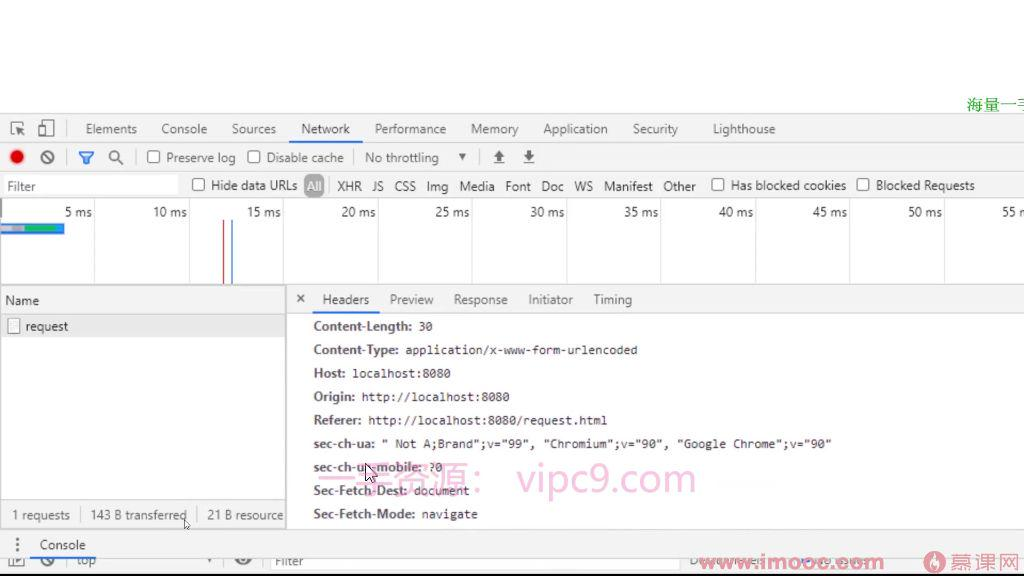 海量一手
Elements Console Sources Network Performance Memory Application Security Lighthouse
Preserve log Disable cache No throttling
Filter Hide data URLs All XHR JS CSS Img Media Font Doc WS Manifest Other Has blocked cookies Blocked Requests
5 ms 10 ms 15 ms 20 ms 25 ms 30 ms 35 ms 40 ms 45 ms 50 ms 55 m
Name × Headers Preview Response Initiator Timing
request
Content-Length: 30
Content-Type: application/x-www-form-urlencoded
Host: localhost:8080
Origin: http://localhost:8080
Referer: http://localhost:8080/request.html
sec-ch-ua: " Not A;Brand";v="99", "Chromium";v="90", "Google Chrome";v="90"
sec-ch-ua-mobile: ?0
一手资源： vipc9.com
Sec-Fetch-Dest: document
Sec-Fetch-Mode: navigate
1 requests 143 B transferred 21 B resource
Console
top Filter
www.imooc.com 慕课网